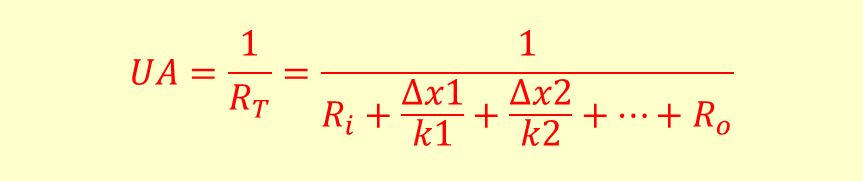 UA = 1/R_T = 1/(R_i + Δx1/k1 + Δx2/k2 + ⋯ + R_o)